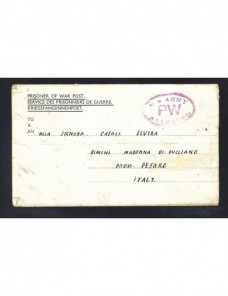 PRISONER OF WAR POST.
SERVICE DES PRISONNIERS DE GUERRE.
KRIEGSFANGENENPOST.
ARMY
PW
TO
A
AN ALLA SIGNORA CASALI ELVIRA
RIMINI MADONNA DI PUGLIANO
PROV. PESARO
ITALY.